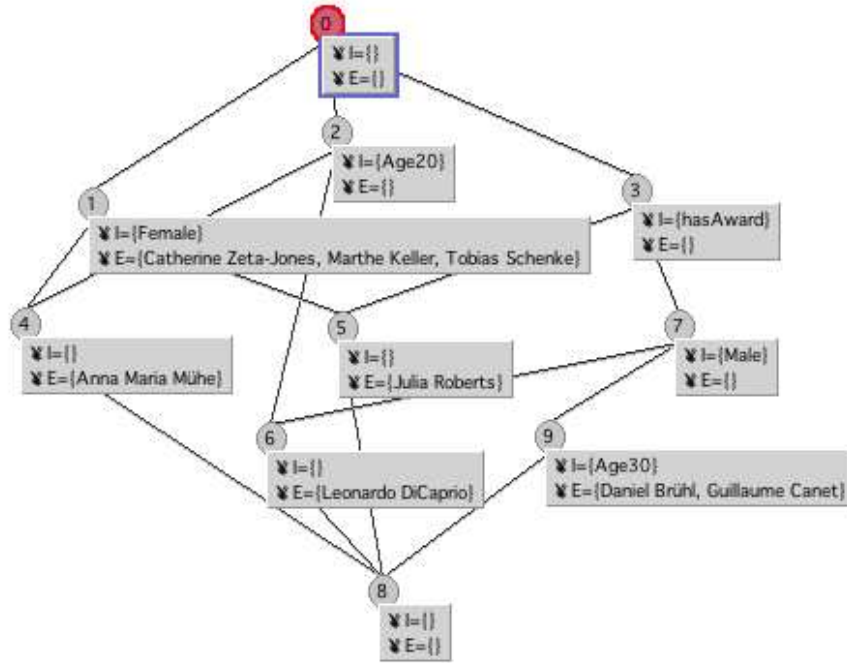 0
¥ I={}
¥ E={}
2
¥ I={Age20}
¥ E={}
1
¥ I={Female}
¥ E={Catherine Zeta-Jones, Marthe Keller, Tobias Schenke}
3
¥ I={hasAward}
¥ E={}
4
¥ I={}
¥ E={Anna Maria Mühe}
5
¥ I={}
¥ E={Julia Roberts}
7
¥ I={Male}
¥ E={}
6
¥ I={}
¥ E={Leonardo DiCaprio}
9
¥ I={Age30}
¥ E={Daniel Brühl, Guillaume Canet}
8
¥ I={}
¥ E={}